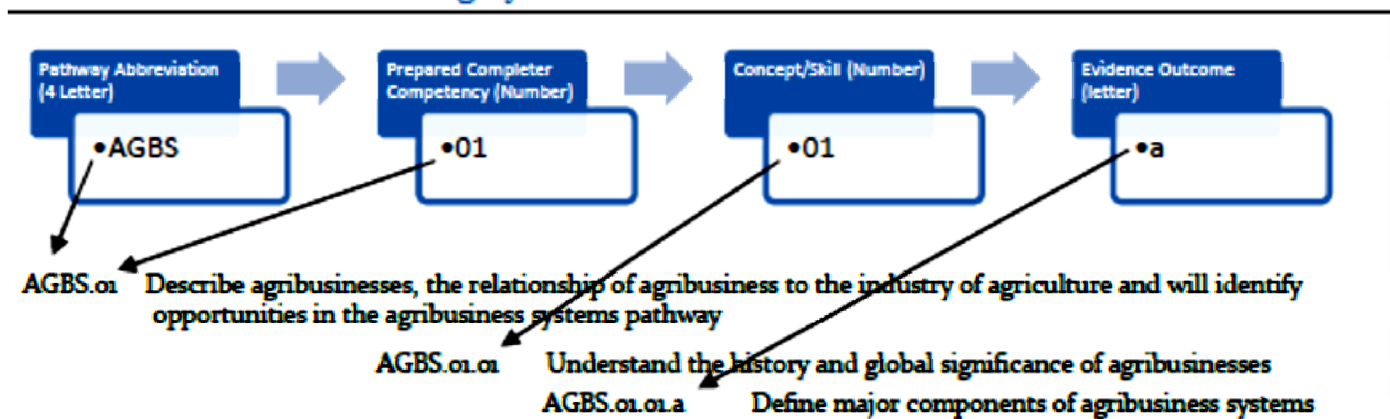 Pathway Abbreviation
(4 Letter)
•AGBS
Prepared Completer
Competency (Number)
•01
Concept/Skill (Number)
•01
Evidence Outcome
(letter)
•a
AGBS.01 Describe agribusinesses, the relationship of agribusiness to the industry of agriculture and will identify
opportunities in the agribusiness systems pathway
AGBS.01.01 Understand the history and global significance of agribusinesses
AGBS.01.01.a Define major components of agribusiness systems